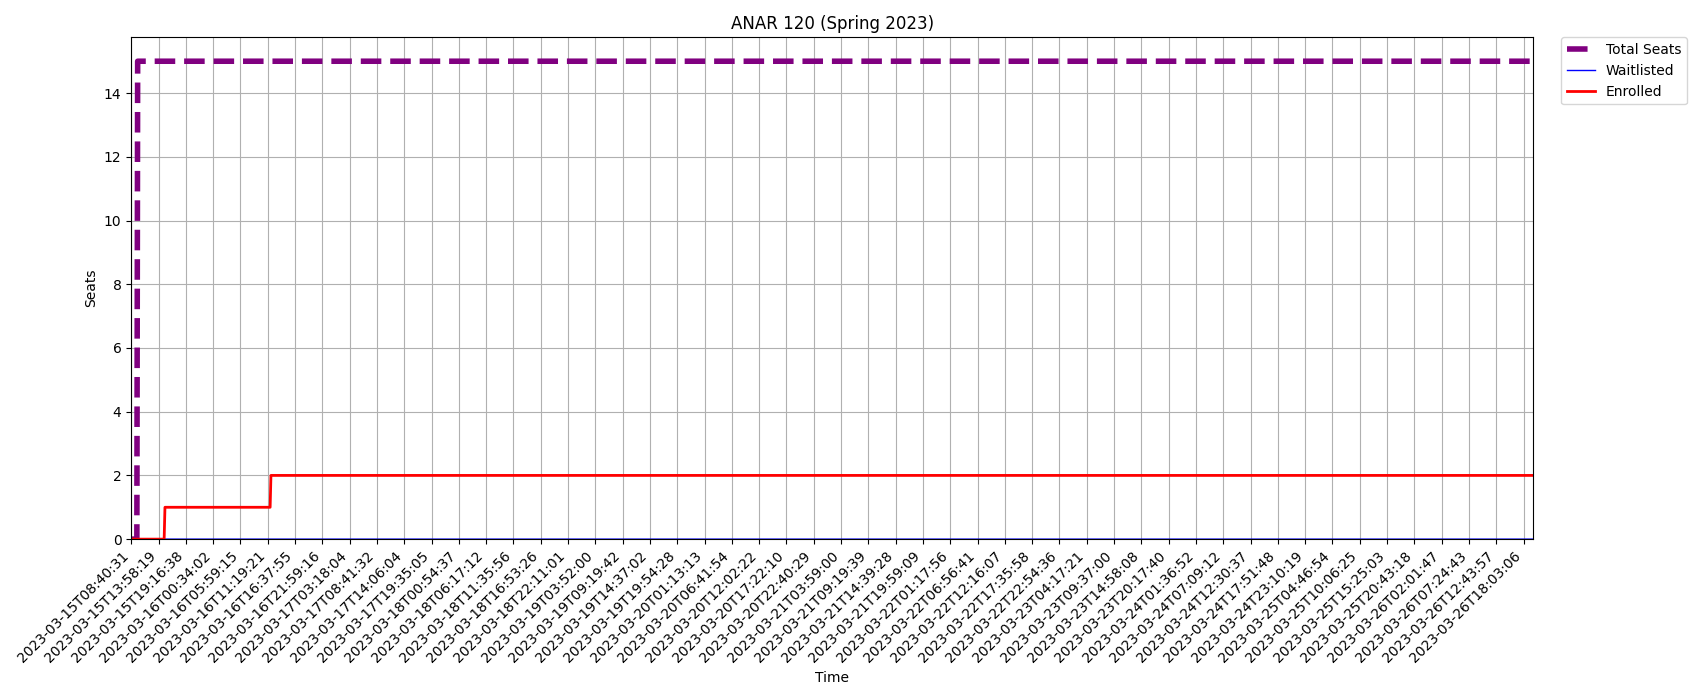 ANAR 120 (Spring 2023)
Total Seats
Waitlisted
Enrolled
Seats
14
12
10
8
6
4
2
0
2023-03-15T08:40:31
2023-03-15T13:58:19
2023-03-15T19:16:38
2023-03-16T00:34:02
2023-03-16T05:59:15
2023-03-16T11:19:21
2023-03-16T16:37:55
2023-03-16T21:59:16
2023-03-17T03:18:04
2023-03-17T08:41:32
2023-03-17T14:06:04
2023-03-17T19:35:05
2023-03-18T00:54:37
2023-03-18T06:17:12
2023-03-18T11:35:56
2023-03-18T16:53:26
2023-03-18T22:11:01
2023-03-19T03:52:00
2023-03-19T09:19:42
2023-03-19T14:37:02
2023-03-19T19:54:28
2023-03-20T01:13:13
2023-03-20T06:41:54
2023-03-20T12:02:22
2023-03-20T17:22:10
2023-03-20T22:40:29
2023-03-21T03:59:00
2023-03-21T09:19:39
2023-03-21T14:39:28
2023-03-21T19:59:09
2023-03-22T01:17:56
2023-03-22T06:56:41
2023-03-22T12:16:07
2023-03-22T17:35:58
2023-03-22T22:54:36
2023-03-23T04:17:21
2023-03-23T09:37:00
2023-03-23T14:58:08
2023-03-23T20:17:40
2023-03-24T01:36:52
2023-03-24T07:09:12
2023-03-24T12:30:37
2023-03-24T17:51:48
2023-03-24T23:10:19
2023-03-25T04:46:54
2023-03-25T10:06:25
2023-03-25T15:25:03
2023-03-25T20:43:18
2023-03-26T02:01:47
2023-03-26T07:24:43
2023-03-26T12:43:57
2023-03-26T18:03:06
Time